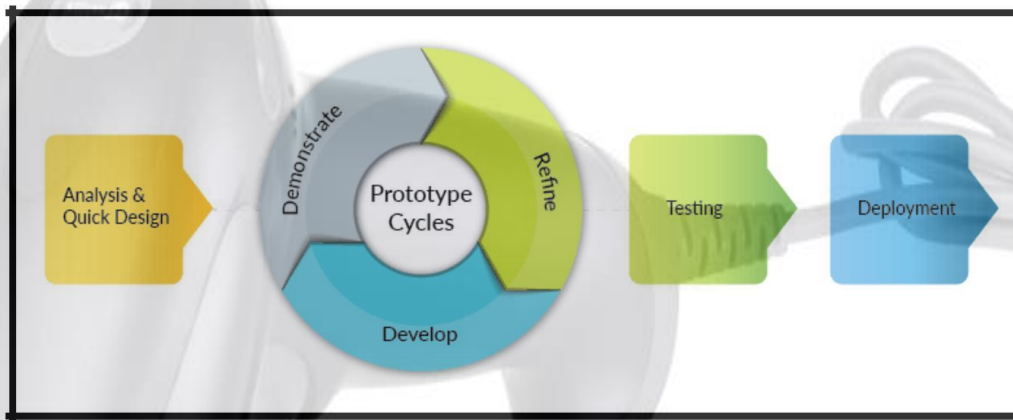 Analysis &
Quick Design
Demonstrate
Refine
Prototype
Cycles
Develop
Testing
Deployment